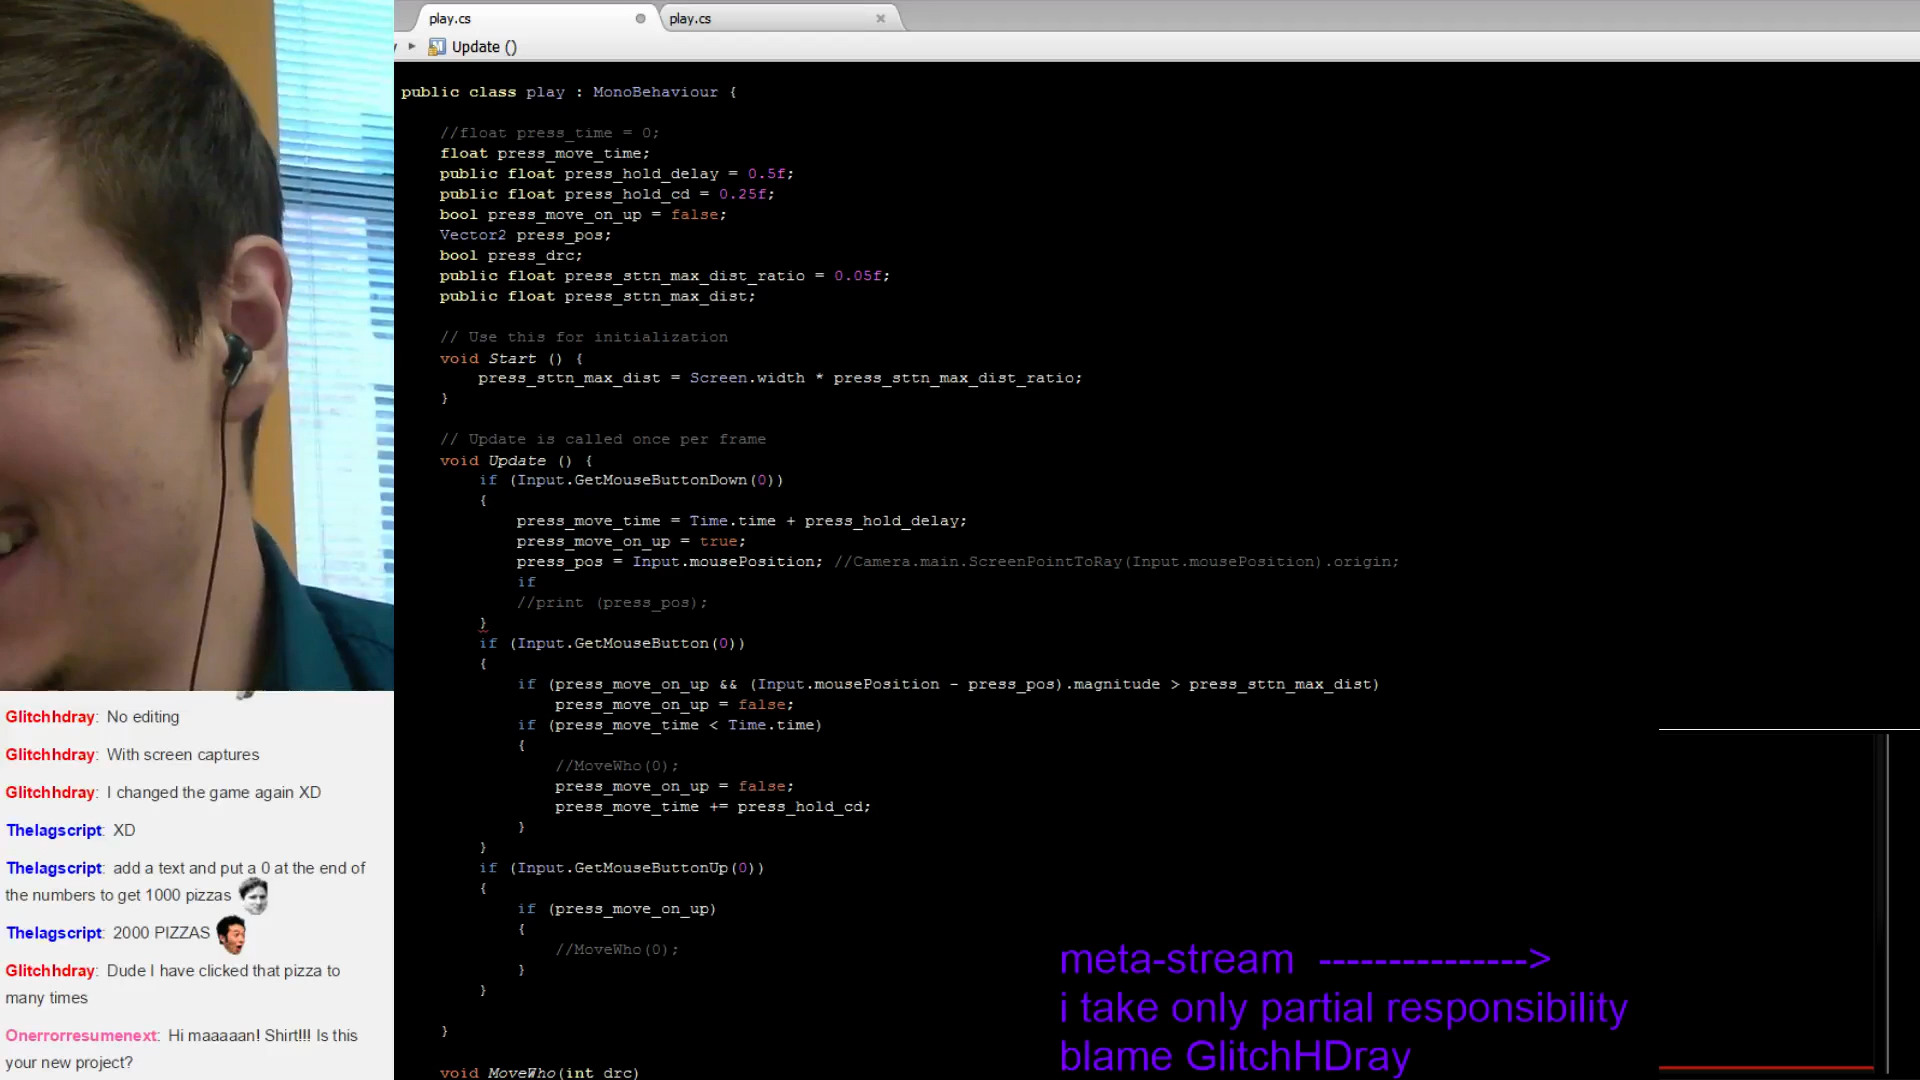 play.cs
play.cs
Update ()
public class play : MonoBehaviour {
//float press_time = 0;
float press_move_time;
public float press_hold_delay = 0.5f;
public float press_hold_cd = 0.25f;
bool press_move_on_up = false;
Vector2 press_pos;
bool press_drc;
public float press_sttn_max_dist_ratio = 0.05f;
public float press_sttn_max_dist;
// Use this for initialization
void Start () {
press_sttn_max_dist = Screen.width * press_sttn_max_dist_ratio;
}
// Update is called once per frame
void Update () {
if (Input.GetMouseButtonDown(0))
{
press_move_time = Time.time + press_hold_delay;
press_move_on_up = true;
press_pos = Input.mousePosition; //Camera.main.ScreenPointToRay(Input.mousePosition).origin;
if
//print (press_pos);
}
if (Input.GetMouseButton(0))
{
if (press_move_on_up && (Input.mousePosition - press_pos).magnitude > press_sttn_max_dist)
press_move_on_up = false;
if (press_move_time < Time.time)
{
//MoveWho(0);
press_move_on_up = false;
press_move_time += press_hold_cd;
}
}
if (Input.GetMouseButtonUp(0))
{
if (press_move_on_up)
{
//MoveWho(0);
}
}
}
void MoveWho(int drc)
Glitchhdray: No editing
Glitchhdray: With screen captures
Glitchhdray: I changed the game again XD
Thelagscript: XD
Thelagscript: add a text and put a 0 at the end of
the numbers to get 1000 pizzas
Thelagscript: 2000 PIZZAS
Glitchhdray: Dude I have clicked that pizza to
many times
Onerrorresumenext: Hi maaaaan! Shirt!!! Is this
your new project?
meta-stream --------------->
i take only partial responsibility
blame GlitchHDray